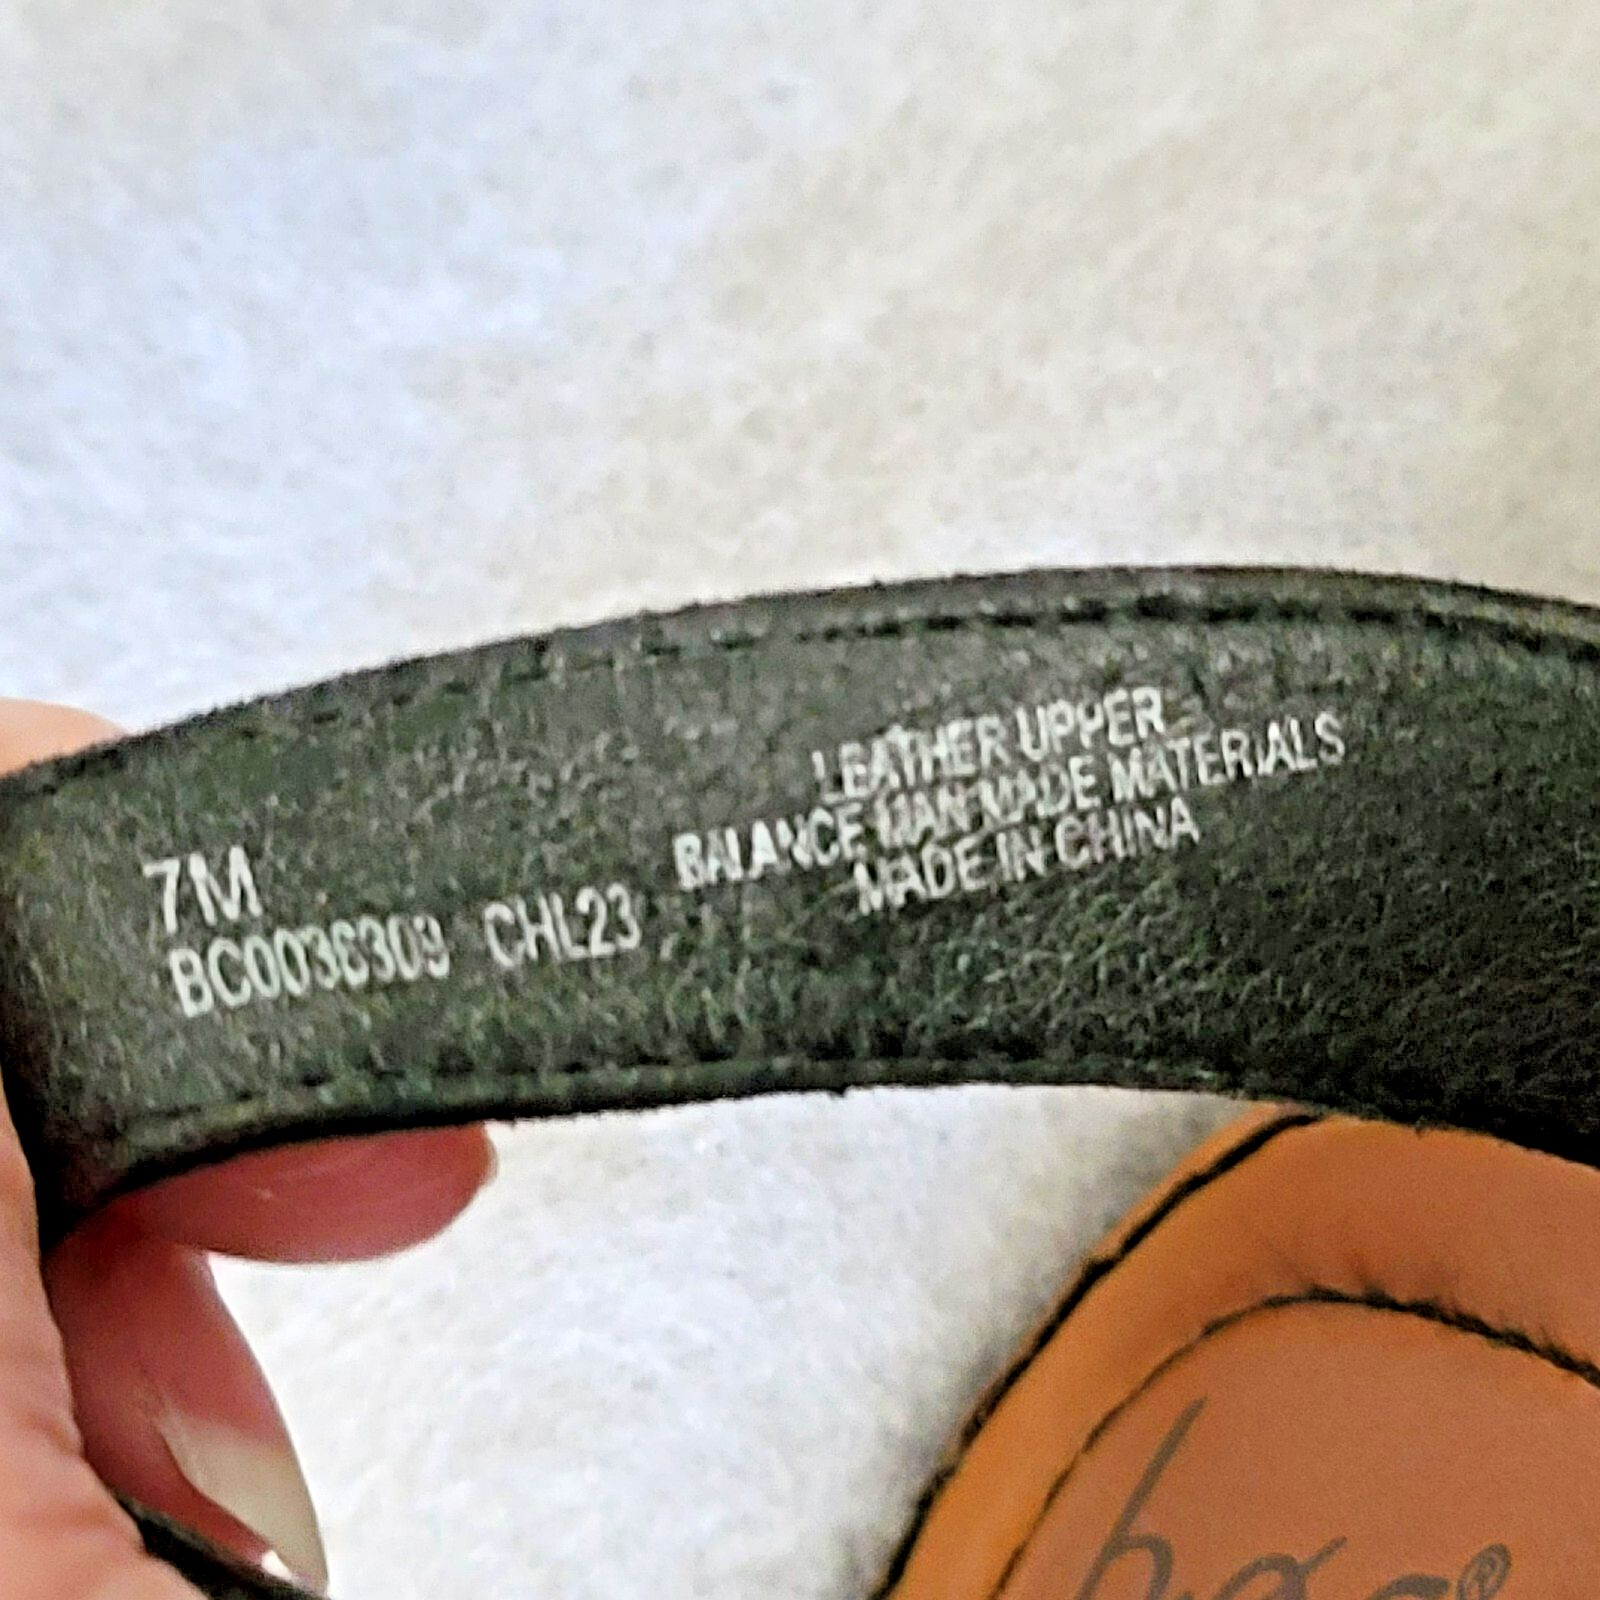 LEATHER UPPER
BALANCE MAN MADE MATERIALS
MADE IN CHINA
7M
BC0036309 CHL23